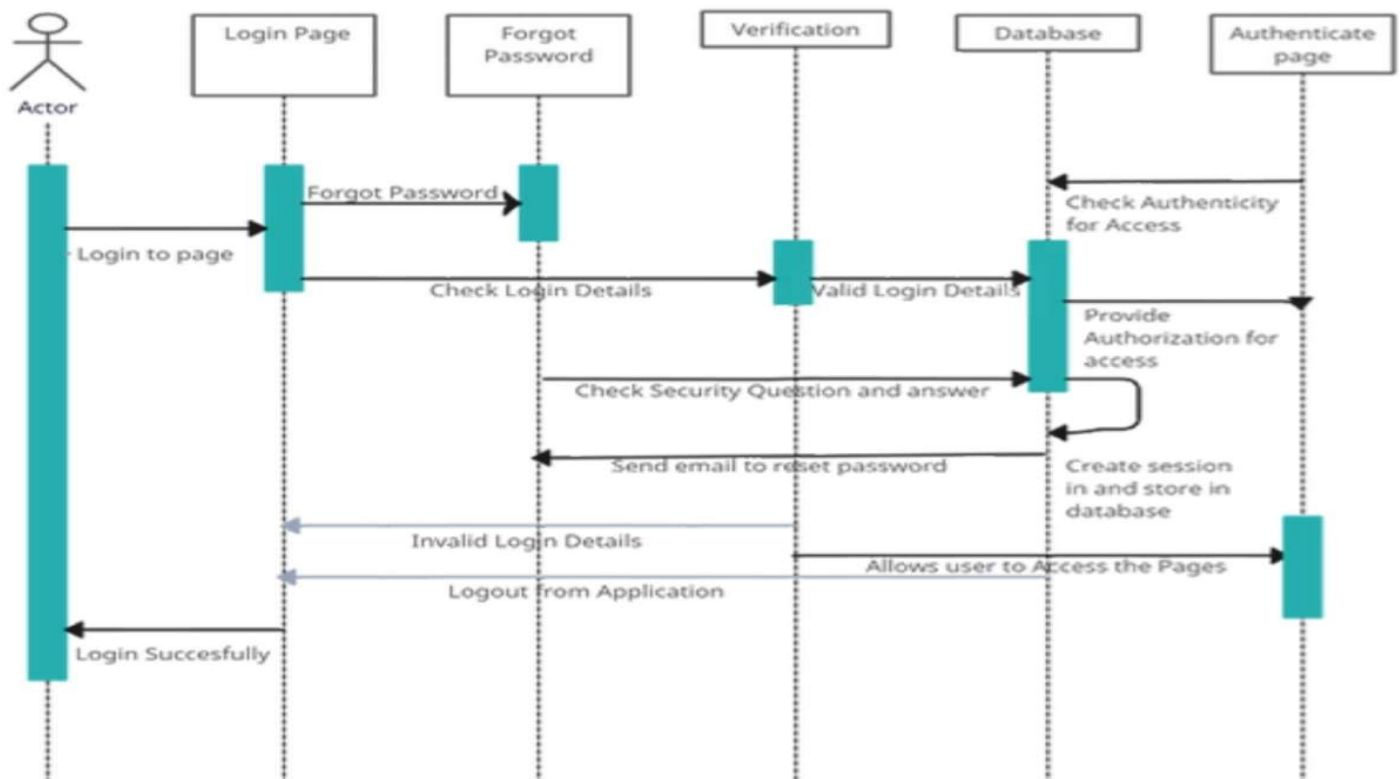 Login Page
Forgot
Password
Verification
Database
Authenticate
page
Actor
Forgot Password
Check Authenticity
for Access
Login to page
Check Login Details
Valid Login Details
Provide
Authorization for
access
Check Security Question and answer
Send email to reset password
Create session
in and store in
database
Invalid Login Details
Allows user to Access the Pages
Logout from Application
Login Succesfully